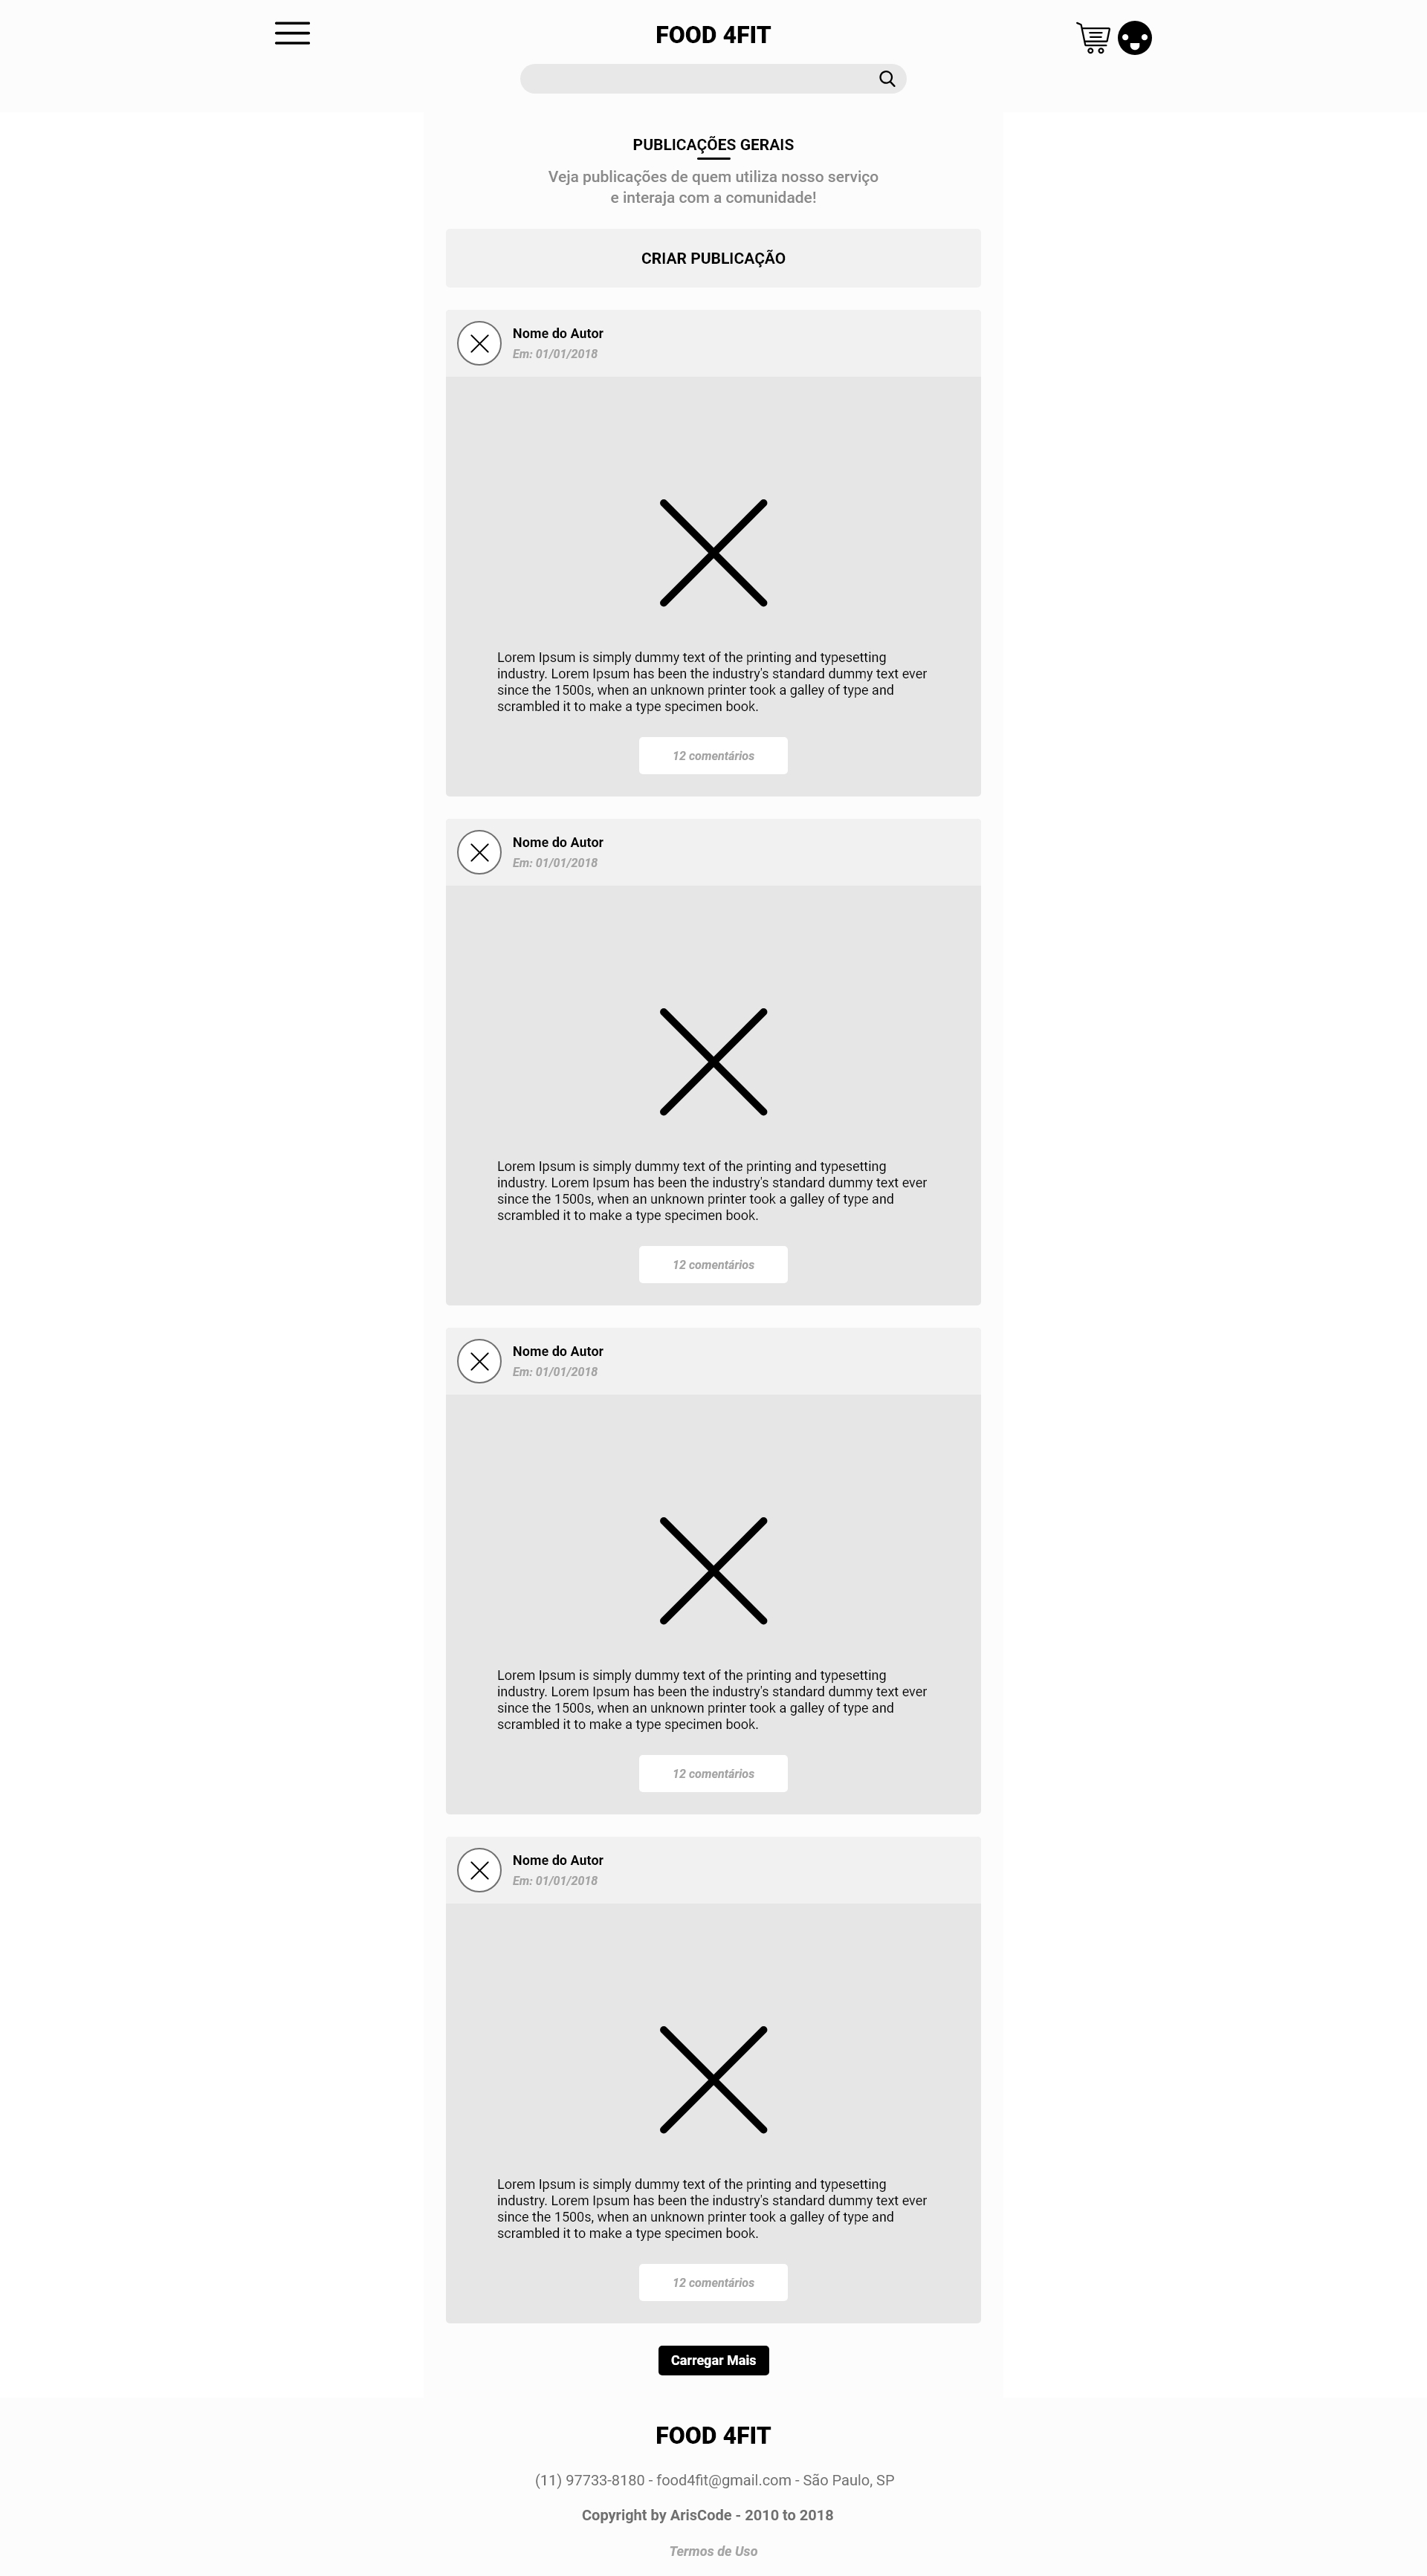 FOOD 4FIT
PUBLICAÇÕES GERAIS
Veja publicações de quem utiliza nosso serviço
e interaja com a comunidade!
CRIAR PUBLICAÇÃO
Nome do Autor
Em: 01/01/2018
Lorem Ipsum is simply dummy text of the printing and typesetting
industry. Lorem Ipsum has been the industry's standard dummy text ever
since the 1500s, when an unknown printer took a galley of type and
scrambled it to make a type specimen book.
12 comentários
Nome do Autor
Em: 01/01/2018
Lorem Ipsum is simply dummy text of the printing and typesetting
industry. Lorem Ipsum has been the industry's standard dummy text ever
since the 1500s, when an unknown printer took a galley of type and
scrambled it to make a type specimen book.
12 comentários
Nome do Autor
Em: 01/01/2018
Lorem Ipsum is simply dummy text of the printing and typesetting
industry. Lorem Ipsum has been the industry's standard dummy text ever
since the 1500s, when an unknown printer took a galley of type and
scrambled it to make a type specimen book.
12 comentários
Nome do Autor
Em: 01/01/2018
Lorem Ipsum is simply dummy text of the printing and typesetting
industry. Lorem Ipsum has been the industry's standard dummy text ever
since the 1500s, when an unknown printer took a galley of type and
scrambled it to make a type specimen book.
12 comentários
Carregar Mais
FOOD 4FIT
(11) 97733-8180 - food4fit@gmail.com - São Paulo, SP
Copyright by ArisCode - 2010 to 2018
Termos de Uso